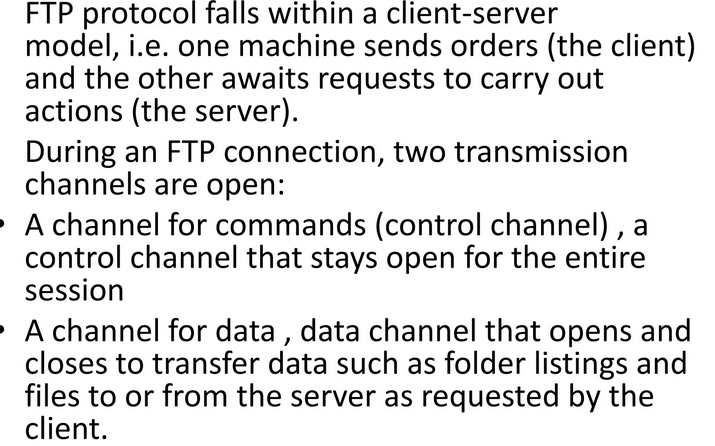 FTP protocol falls within a client-server
model, i.e. one machine sends orders (the client)
and the other awaits requests to carry out
actions (the server).
During an FTP connection, two transmission
channels are open:
• A channel for commands (control channel) , a
control channel that stays open for the entire
session
• A channel for data , data channel that opens and
closes to transfer data such as folder listings and
files to or from the server as requested by the
client.